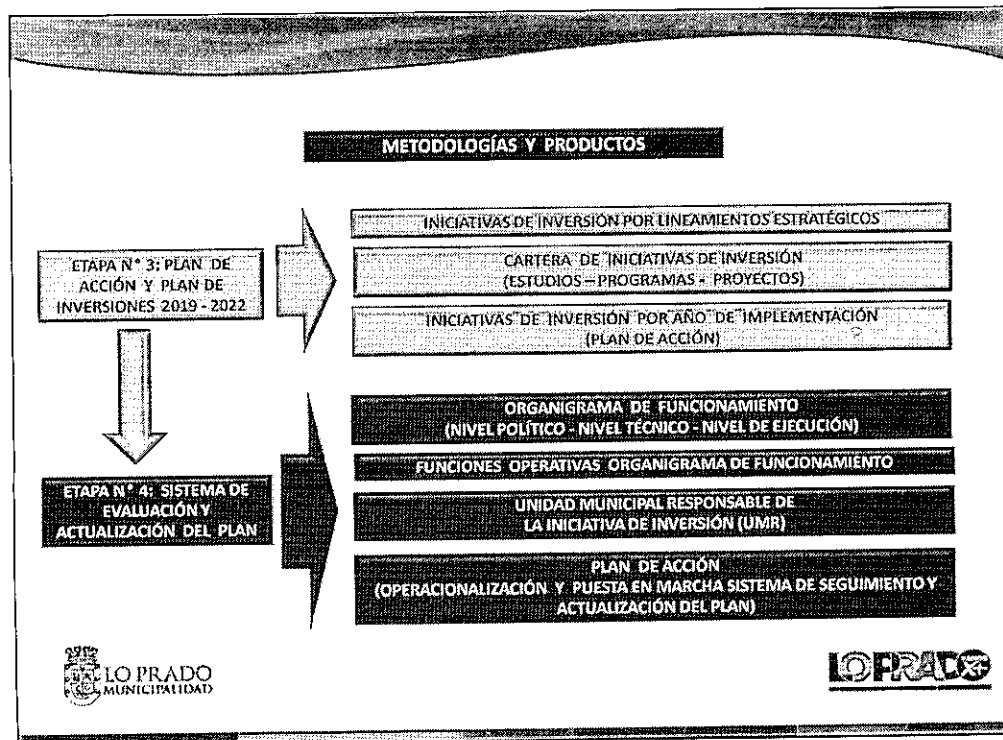 METODOLOGÍAS Y PRODUCTOS
ETAPA N° 3: PLAN DE
ACCIÓN Y PLAN DE
INVERSIONES 2019 - 2022
INICIATIVAS DE INVERSIÓN POR LINEAMIENTOS ESTRATÉGICOS
CARTERA DE INICIATIVAS DE INVERSIÓN
(ESTUDIOS – PROGRAMAS - PROYECTOS)
INICIATIVAS DE INVERSIÓN POR AÑO DE IMPLEMENTACIÓN
(PLAN DE ACCIÓN)
ETAPA N° 4: SISTEMA DE
EVALUACIÓN Y
ACTUALIZACIÓN DEL PLAN
ORGANIGRAMA DE FUNCIONAMIENTO
(NIVEL POLÍTICO - NIVEL TÉCNICO - NIVEL DE EJECUCIÓN)
FUNCIONES OPERATIVAS ORGANIGRAMA DE FUNCIONAMIENTO
UNIDAD MUNICIPAL RESPONSABLE DE
LA INICIATIVA DE INVERSIÓN (UMR)
PLAN DE ACCIÓN
(OPERACIONALIZACIÓN Y PUESTA EN MARCHA SISTEMA DE SEGUIMIENTO Y
ACTUALIZACIÓN DEL PLAN)
LO PRADO
MUNICIPALIDAD
LO PRADO